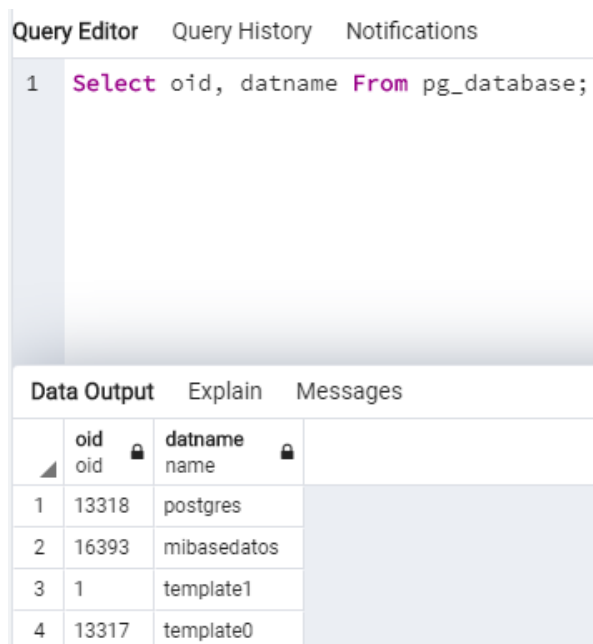 Query Editor Query History Notifications
1 Select oid, datname From pg_database;
Data Output Explain Messages
oid datname
oid name
1 13318 postgres
2 16393 mibasedatos
3 1 template1
4 13317 template0